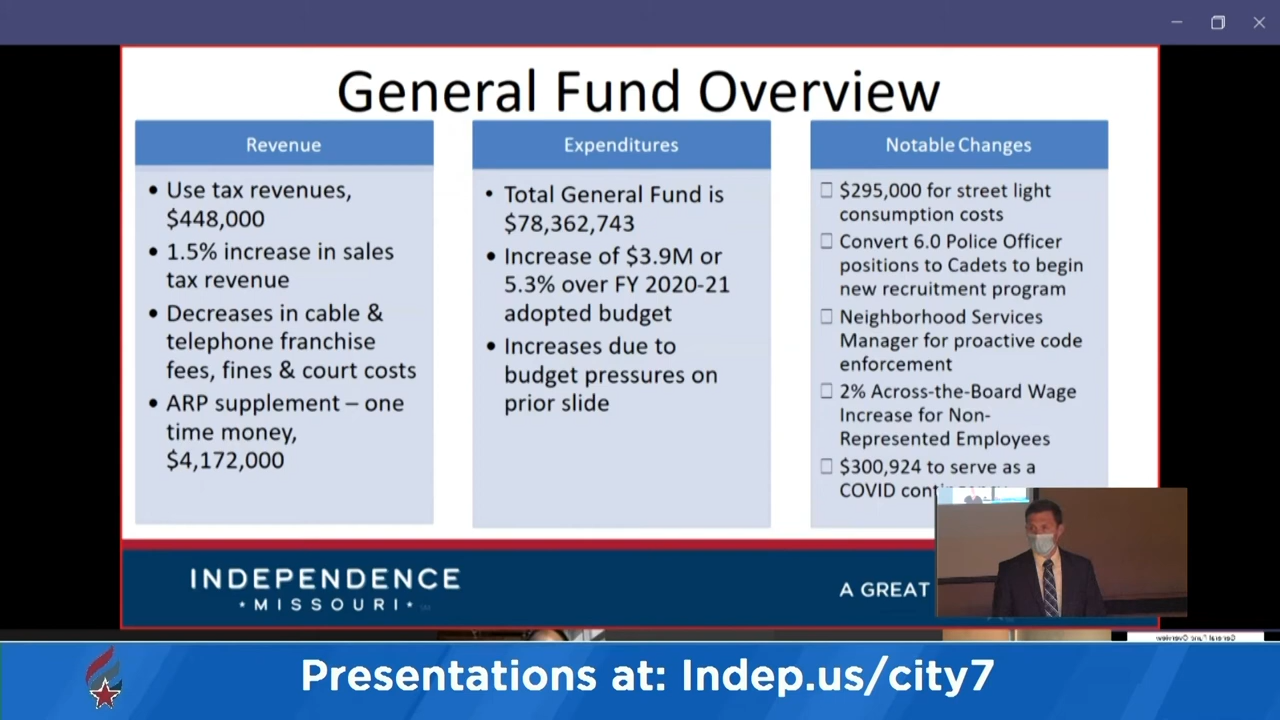 General Fund Overview
Revenue
• Use tax revenues,
$448,000
• 1.5% increase in sales
tax revenue
• Decreases in cable &
telephone franchise
fees, fines & court costs
• ARP supplement – one
time money,
$4,172,000
Expenditures
• Total General Fund is
$78,362,743
• Increase of $3.9M or
5.3% over FY 2020-21
adopted budget
• Increases due to
budget pressures on
prior slide
Notable Changes
$295,000 for street light
consumption costs
Convert 6.0 Police Officer
positions to Cadets to begin
new recruitment program
Neighborhood Services
Manager for proactive code
enforcement
2% Across-the-Board Wage
Increase for Non-
Represented Employees
$300,924 to serve as a
COVID
INDEPENDENCE
MISSOURI
A GREAT
Presentations at: Indep.us/city7